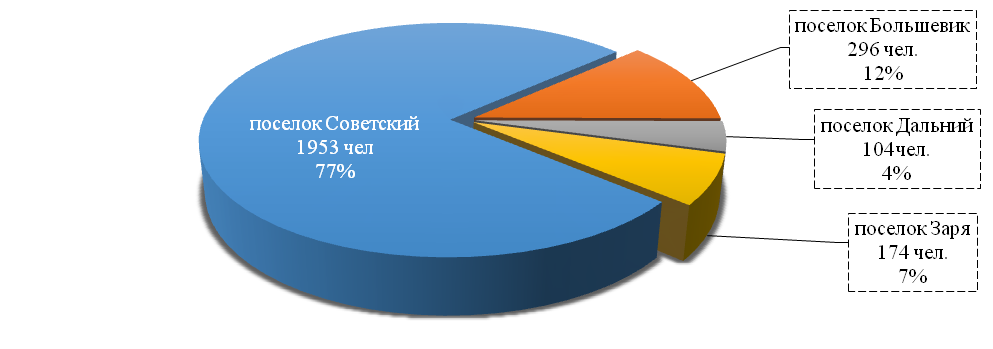 поселок Советский
1953 чел
77%
поселок Большевик
296 чел.
12%
поселок Дальний
104чел.
4%
поселок Заря
174 чел.
7%